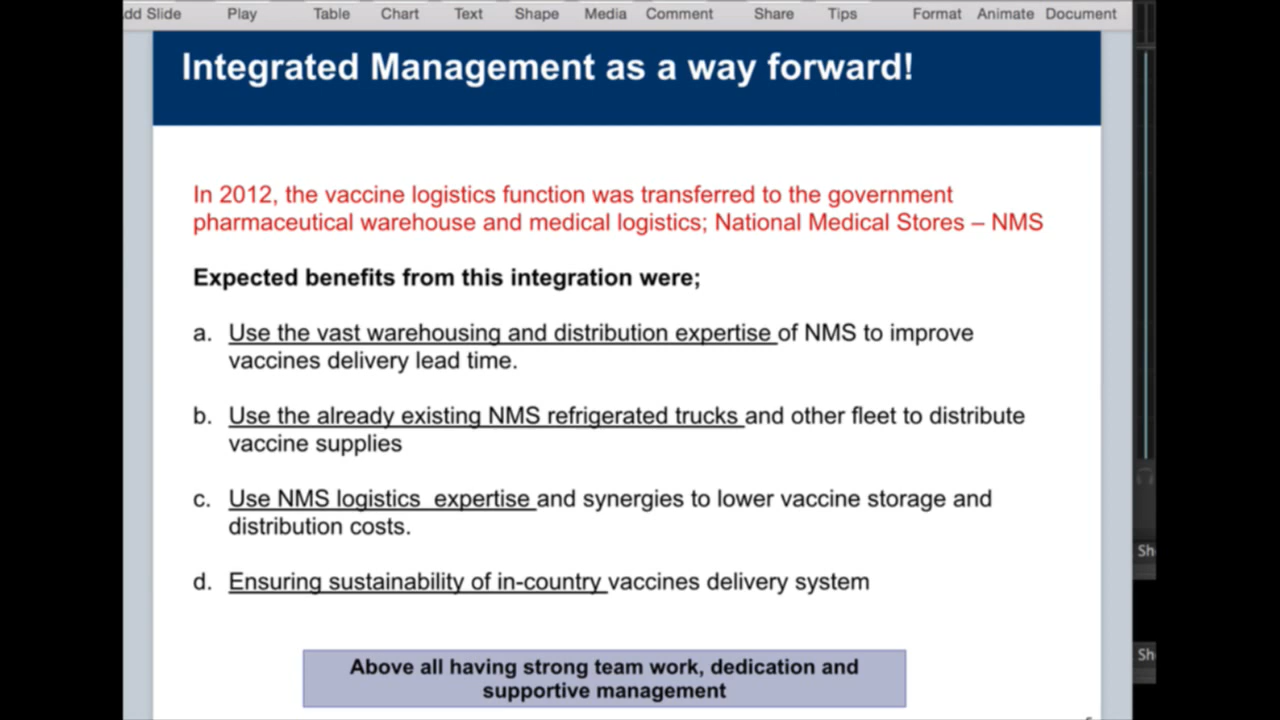 dd Slide Play Table Chart Text Shape Media Comment Share Tips Format Animate Document
Integrated Management as a way forward!
In 2012, the vaccine logistics function was transferred to the government
pharmaceutical warehouse and medical logistics; National Medical Stores – NMS
Expected benefits from this integration were;
a. Use the vast warehousing and distribution expertise of NMS to improve
vaccines delivery lead time.
b. Use the already existing NMS refrigerated trucks and other fleet to distribute
vaccine supplies
c. Use NMS logistics expertise and synergies to lower vaccine storage and
distribution costs.
d. Ensuring sustainability of in-country vaccines delivery system
Above all having strong team work, dedication and
supportive management
Sh
Sh